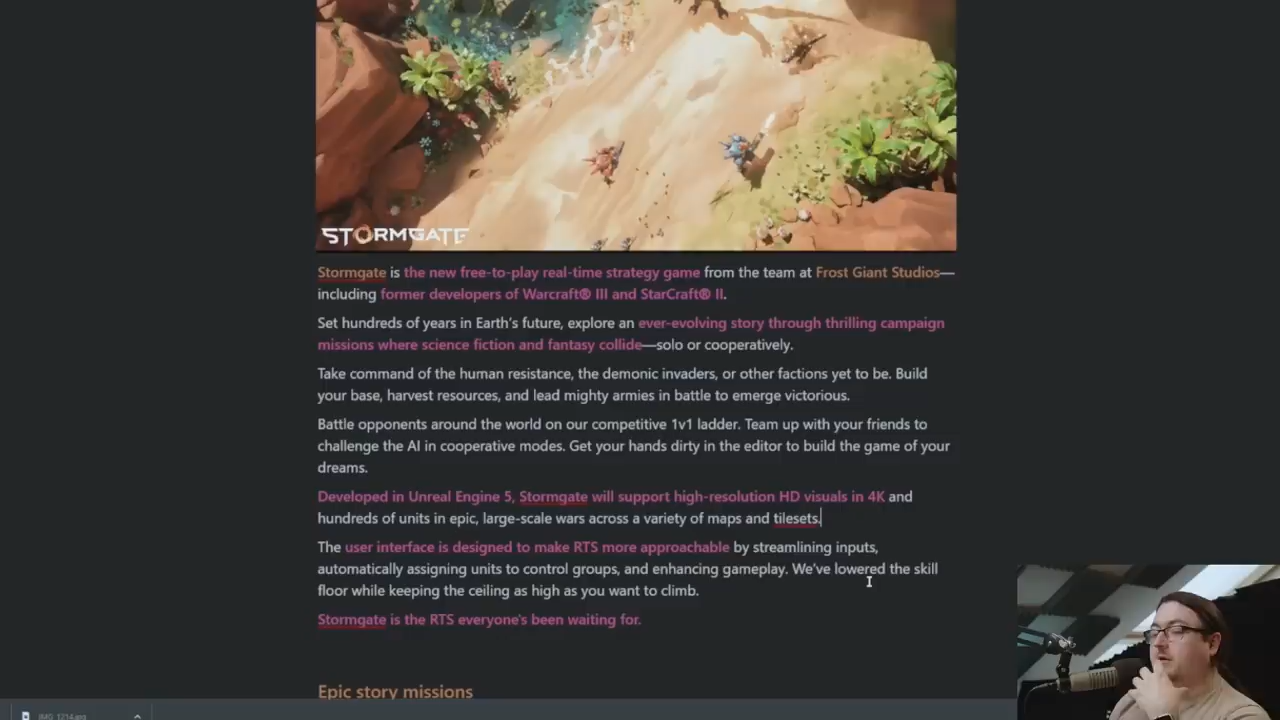 STORMGATE
Stormgate is the new free-to-play real-time strategy game from the team at Frost Giant Studios—
including former developers of Warcraft® III and StarCraft® II.
Set hundreds of years in Earth's future, explore an ever-evolving story through thrilling campaign
missions where science fiction and fantasy collide—solo or cooperatively.
Take command of the human resistance, the demonic invaders, or other factions yet to be. Build
your base, harvest resources, and lead mighty armies in battle to emerge victorious.
Battle opponents around the world on our competitive 1v1 ladder. Team up with your friends to
challenge the AI in cooperative modes. Get your hands dirty in the editor to build the game of your
dreams.
Developed in Unreal Engine 5, Stormgate will support high-resolution HD visuals in 4K and
hundreds of units in epic, large-scale wars across a variety of maps and tilesets.
The user interface is designed to make RTS more approachable by streamlining inputs,
automatically assigning units to control groups, and enhancing gameplay. We've lowered the skill
floor while keeping the ceiling as high as you want to climb.
Stormgate is the RTS everyone's been waiting for.
Epic story missions
IMG_1214.jpg